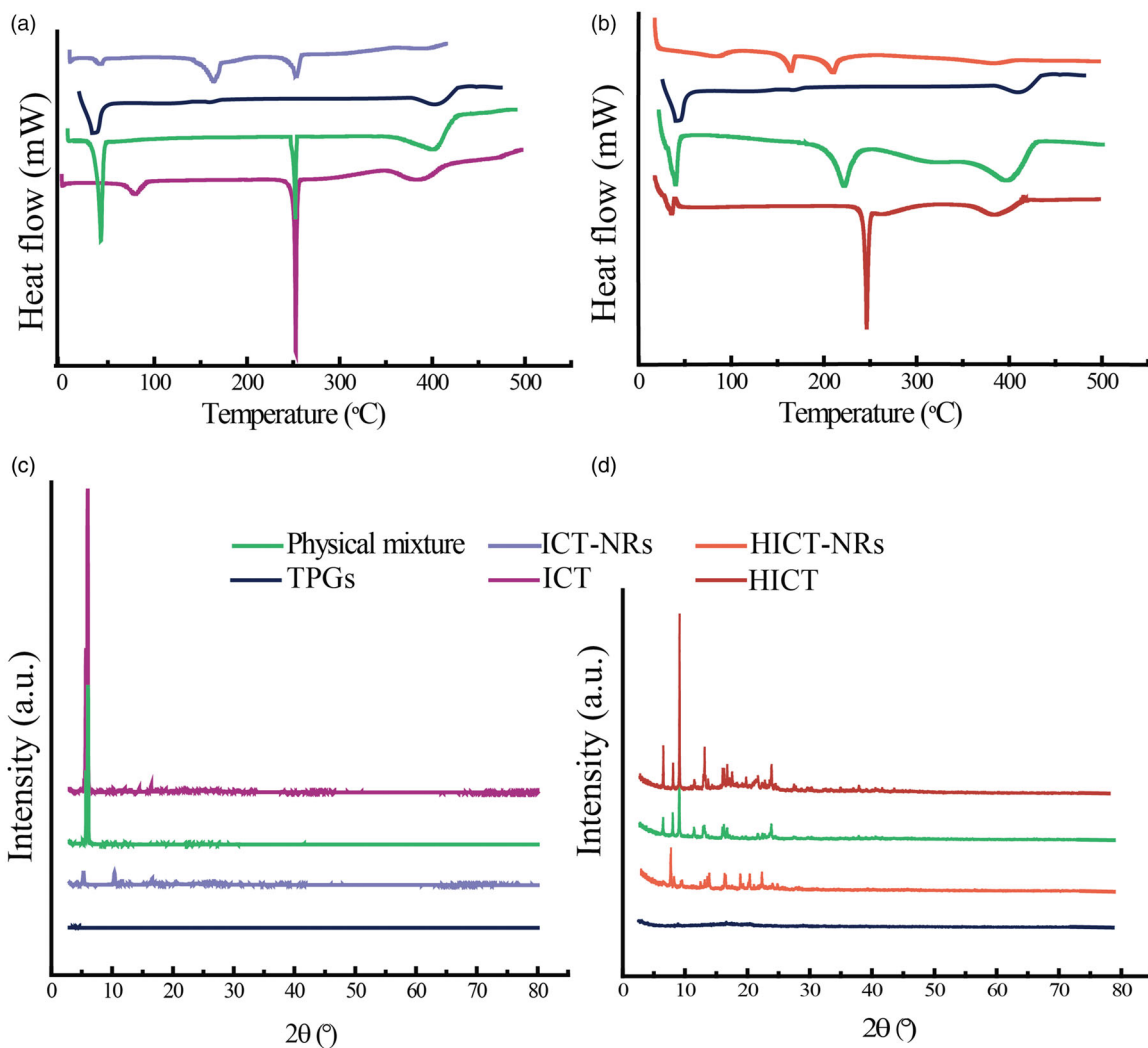 (a)
Heat flow (mW)
0 100 200 300 400 500
Temperature (°C)
(b)
Heat flow (mW)
0 100 200 300 400 500
Temperature (°C)
(c)
Physical mixture ICT-NRs HICT-NRs
TPGs ICT HICT
Intensity (a.u.)
0 10 20 30 40 50 60 70 80
2θ (°)
(d)
Intensity (a.u.)
0 10 20 30 40 50 60 70 80
2θ (°)